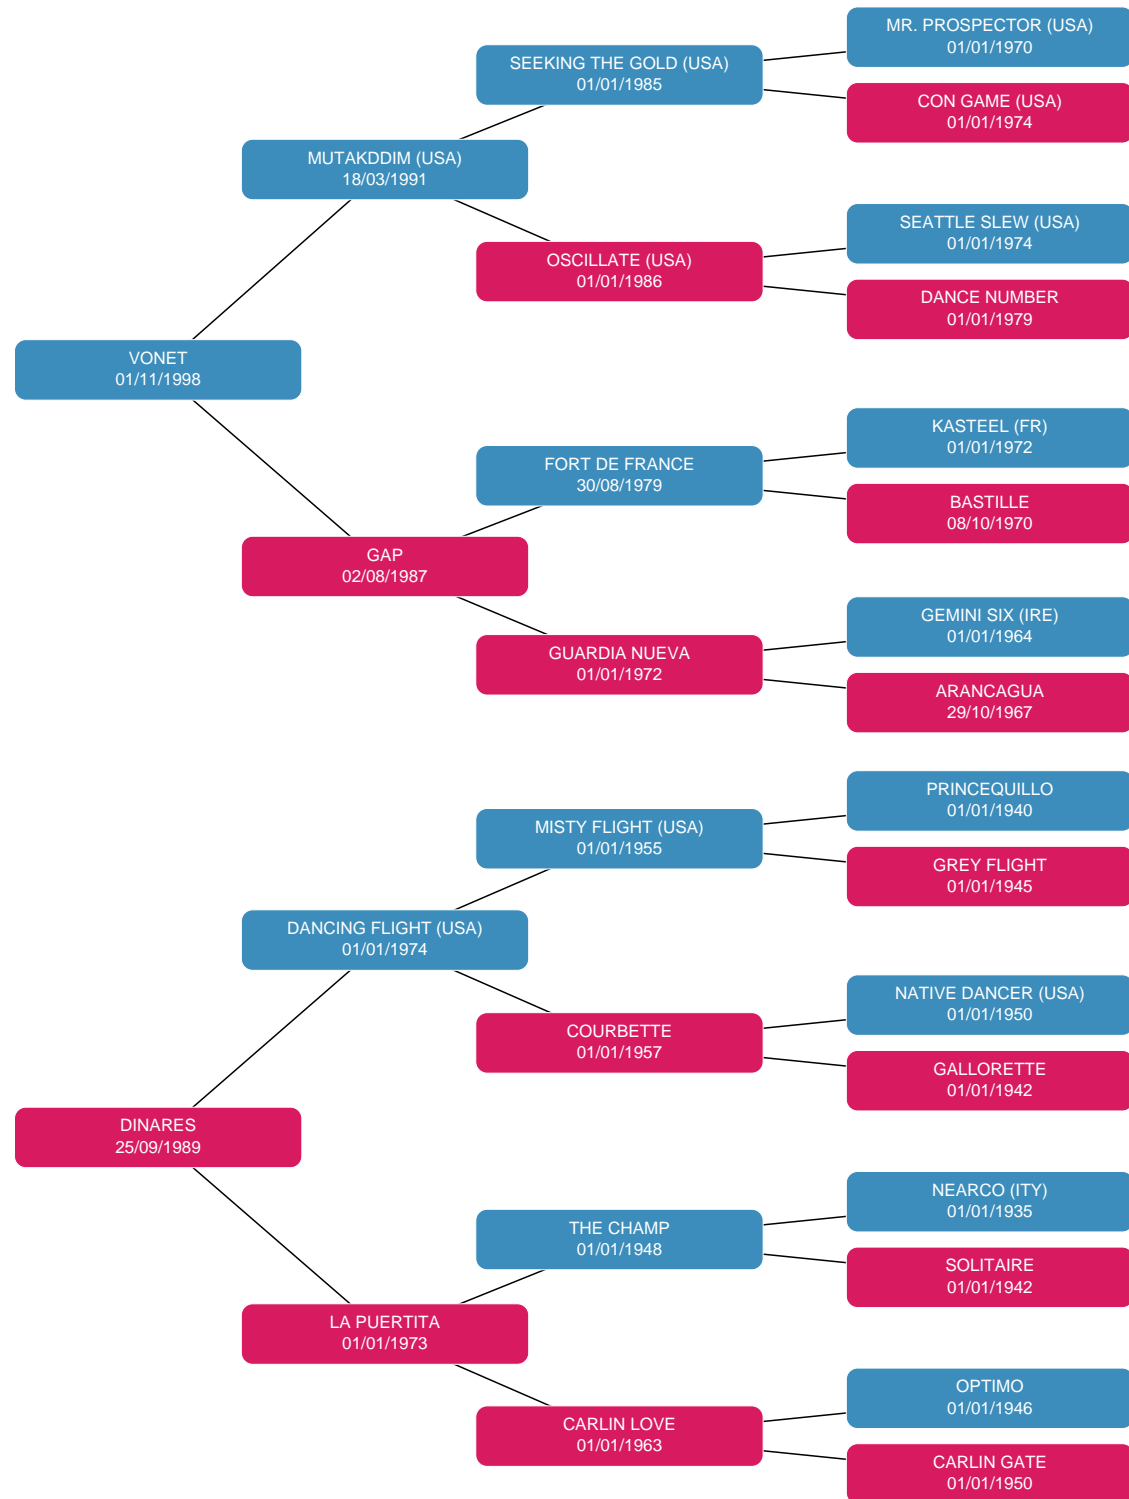 MR. PROSPECTOR (USA)
01/01/1970
SEEKING THE GOLD (USA)
01/01/1985
CON GAME (USA)
01/01/1974
MUTAKDDIM (USA)
18/03/1991
SEATTLE SLEW (USA)
01/01/1974
OSCILLATE (USA)
01/01/1986
DANCE NUMBER
01/01/1979
VONET
01/11/1998
KASTEEL (FR)
01/01/1972
FORT DE FRANCE
30/08/1979
BASTILLE
08/10/1970
GAP
02/08/1987
GEMINI SIX (IRE)
01/01/1964
GUARDIA NUEVA
01/01/1972
ARANCAGUA
29/10/1967
PRINCEQUILLO
01/01/1940
MISTY FLIGHT (USA)
01/01/1955
GREY FLIGHT
01/01/1945
DANCING FLIGHT (USA)
01/01/1974
NATIVE DANCER (USA)
01/01/1950
COURBETTE
01/01/1957
GALLORETTE
01/01/1942
DINARES
25/09/1989
NEARCO (ITY)
01/01/1935
THE CHAMP
01/01/1948
SOLITAIRE
01/01/1942
LA PUERTITA
01/01/1973
OPTIMO
01/01/1946
CARLIN LOVE
01/01/1963
CARLIN GATE
01/01/1950